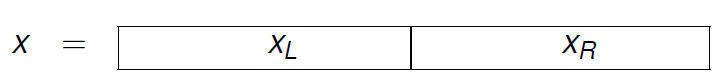 x = x_L x_R